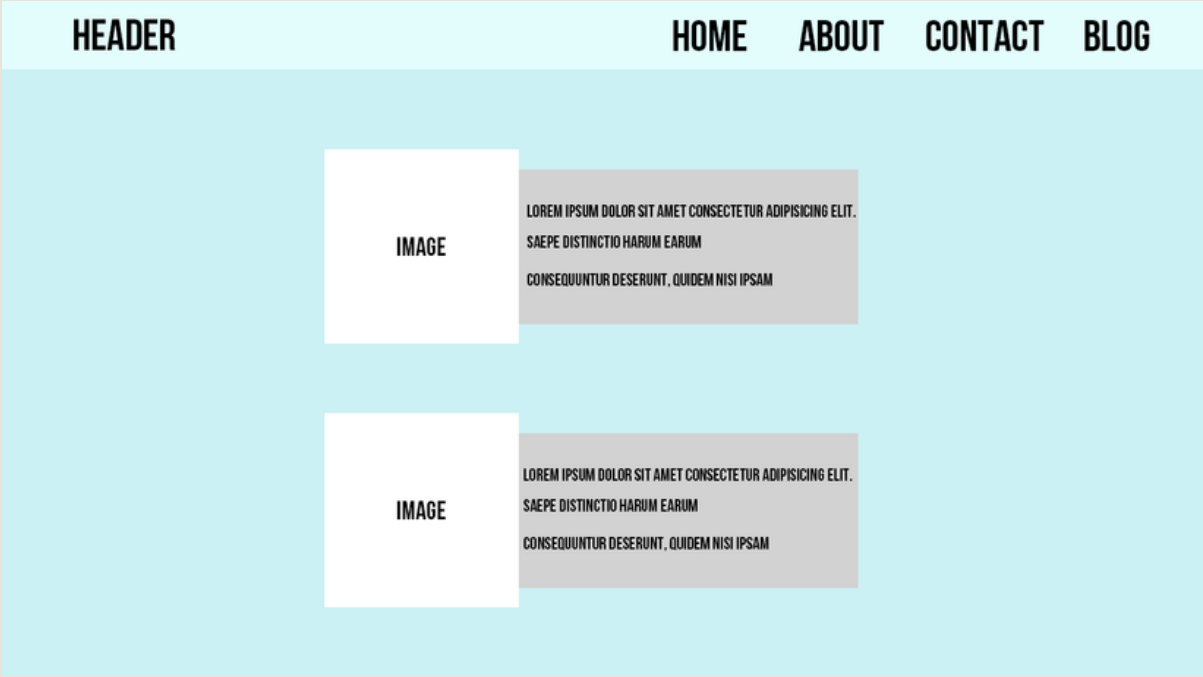 HEADER
HOME ABOUT CONTACT BLOG
IMAGE
LOREM IPSUM DOLOR SIT AMET CONSECTETUR ADIPISICING ELIT.
SAEPE DISTINCTIO HARUM EARUM
CONSEQUUNTUR DESERUNT, QUIDEM NISI IPSAM
IMAGE
LOREM IPSUM DOLOR SIT AMET CONSECTETUR ADIPISICING ELIT.
SAEPE DISTINCTIO HARUM EARUM
CONSEQUUNTUR DESERUNT, QUIDEM NISI IPSAM